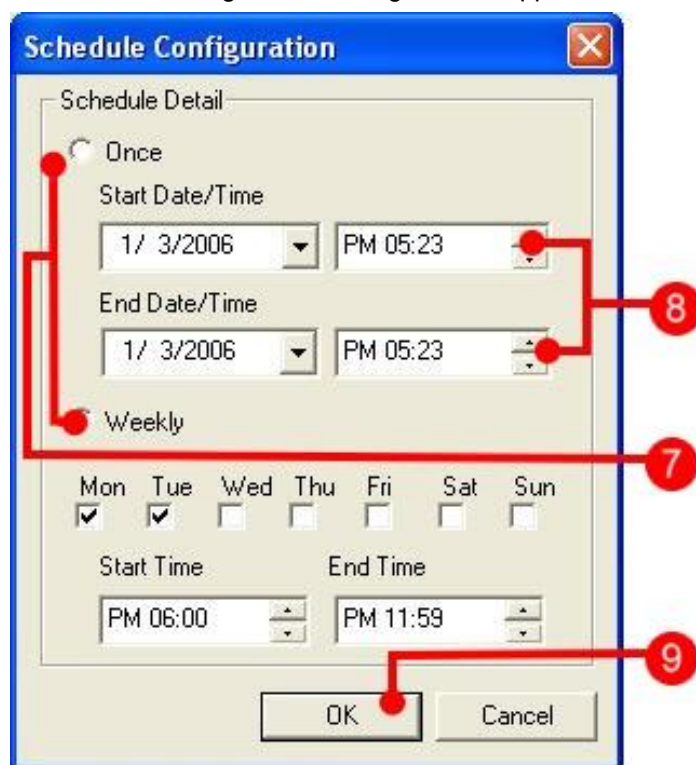 Schedule Configuration
Schedule Detail
Once
Start Date/Time
1/ 3/2006 PM 05:23
8
End Date/Time
1/ 3/2006 PM 05:23
Weekly
7
Mon Tue Wed Thu Fri Sat Sun
Start Time End Time
PM 06:00 PM 11:59
9
OK Cancel